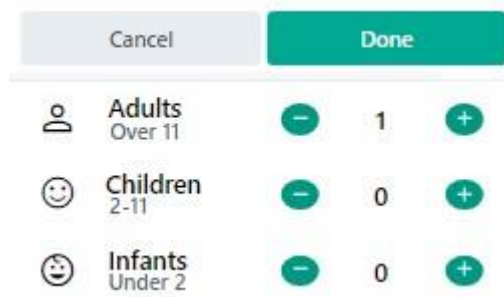 Cancel Done
Adults − 1 +
Over 11
Children − 0 +
2-11
Infants − 0 +
Under 2